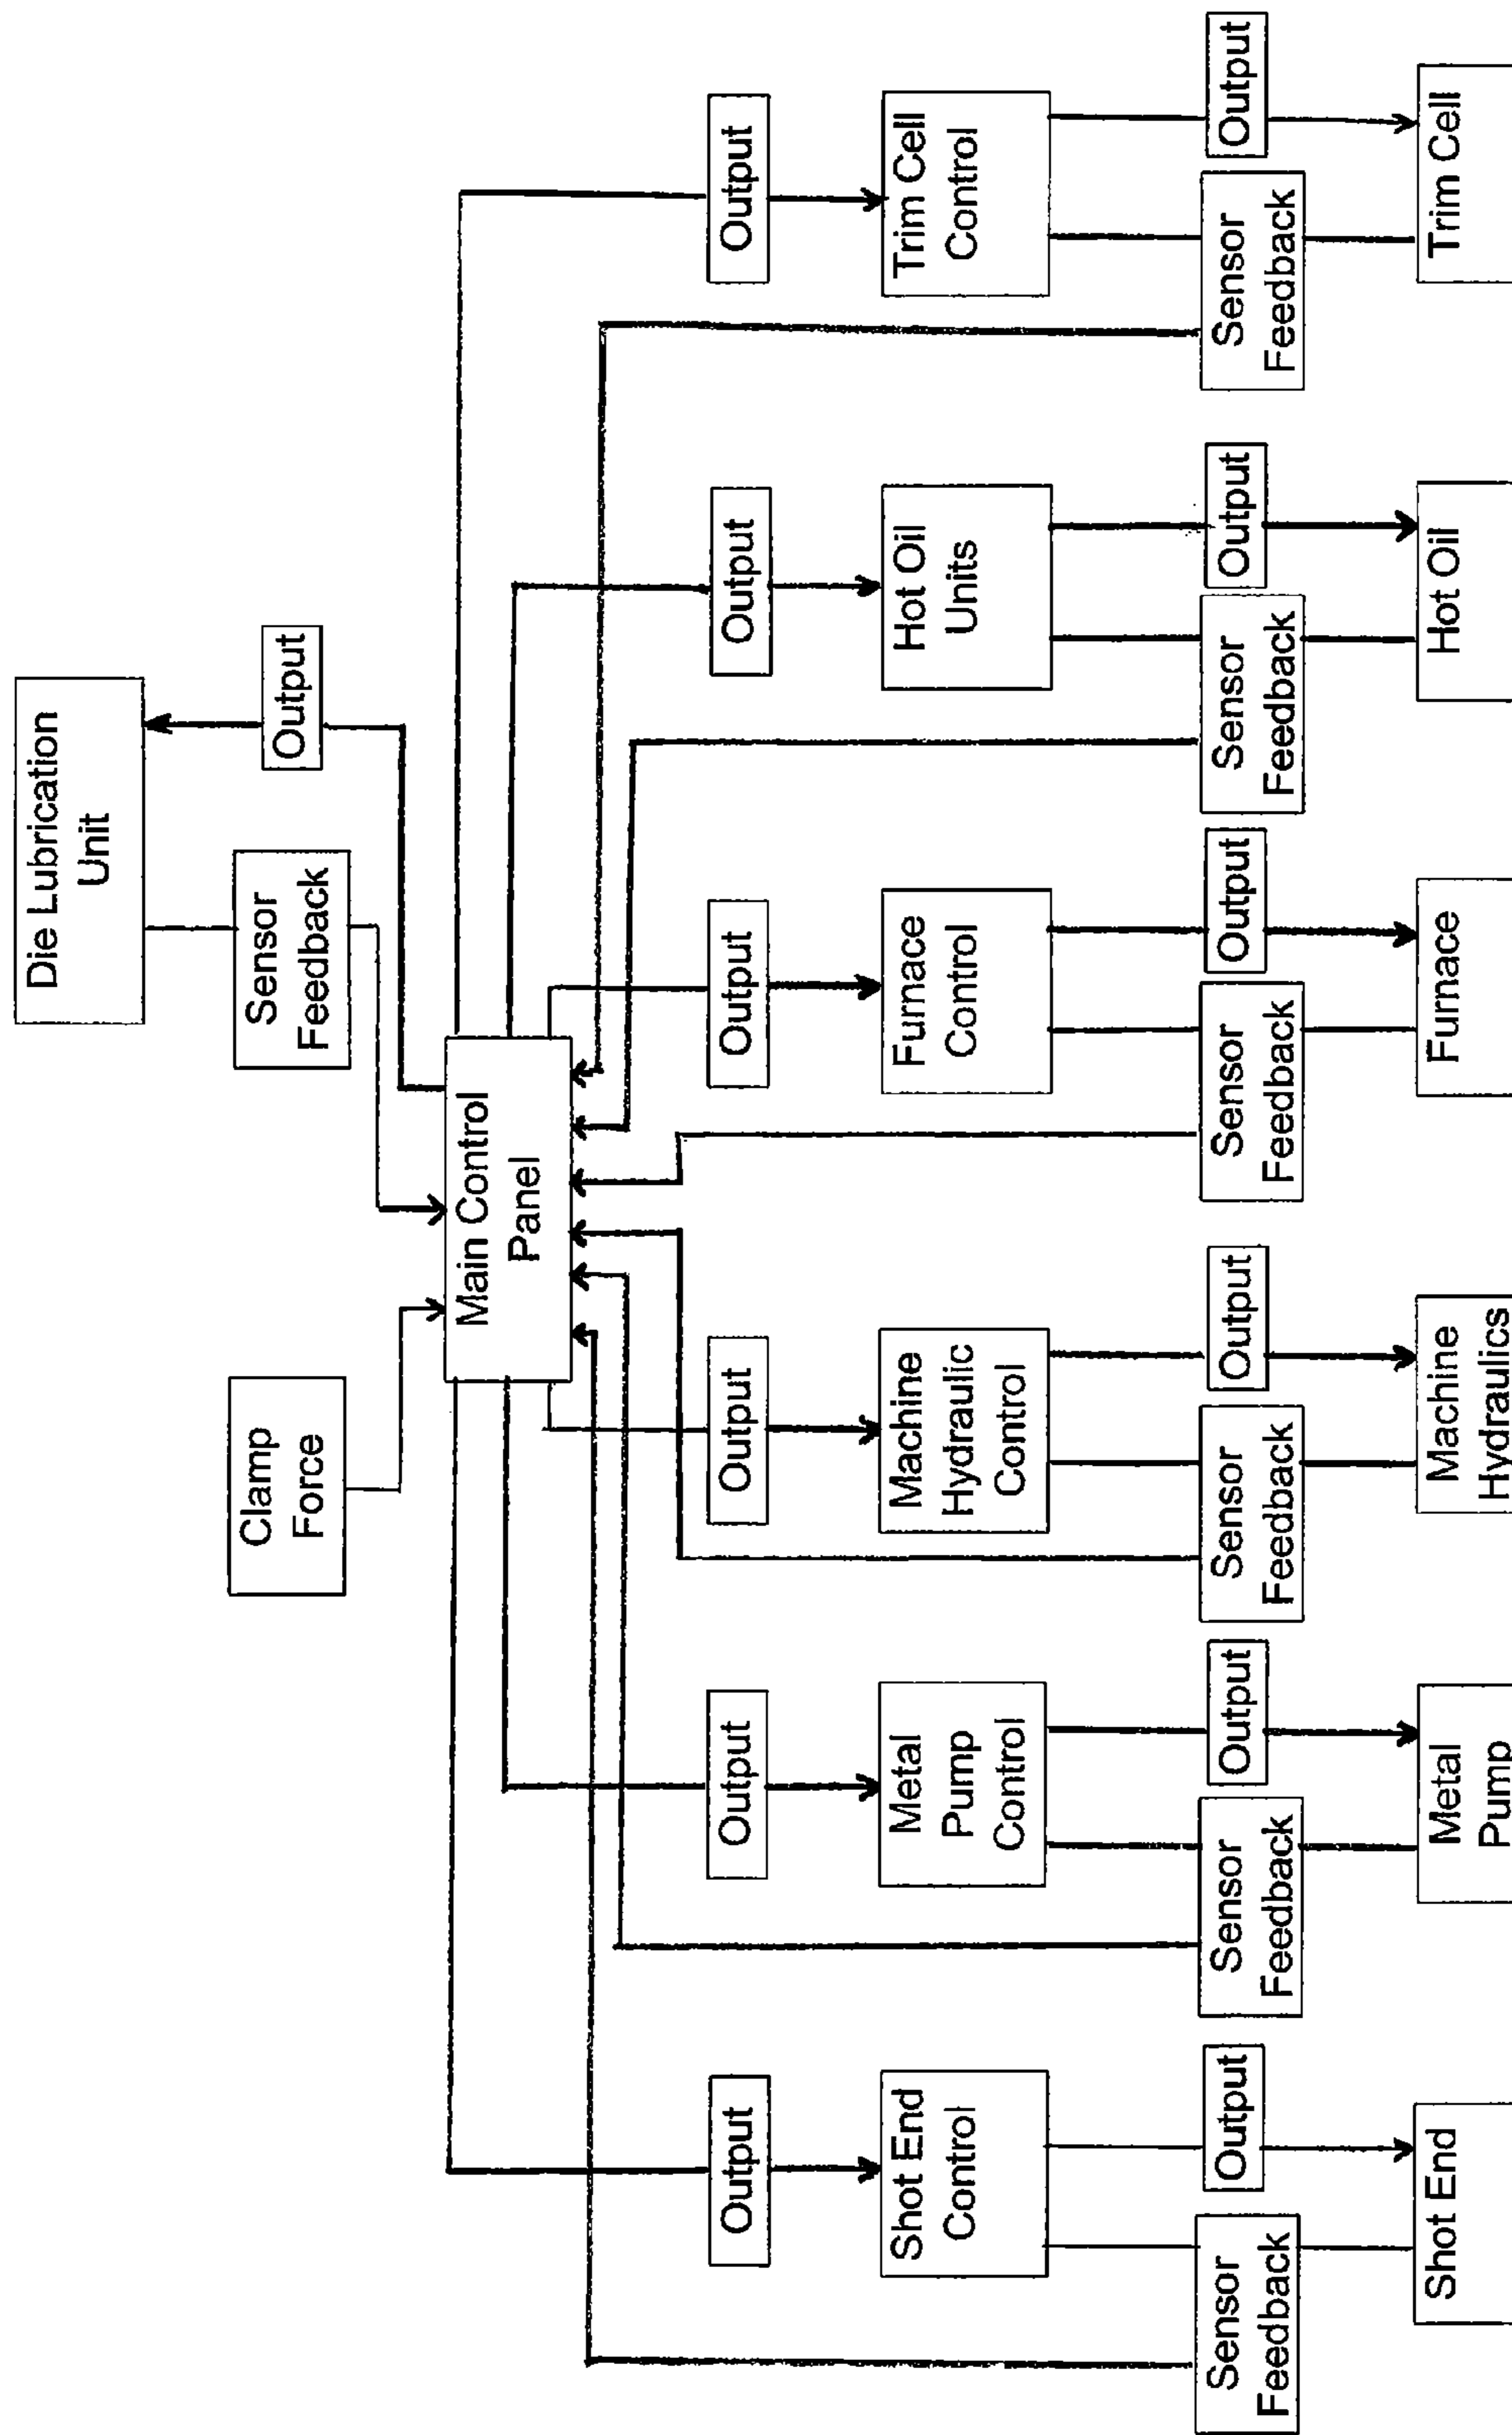 Die Lubrication
Unit
Clamp
Force
Sensor
Feedback
Output
Main Control
Panel
Output
Output
Output
Output
Output
Output
Shot End
Control
Metal
Pump
Control
Machine
Hydraulic
Control
Furnace
Control
Hot Oil
Units
Trim Cell
Control
Sensor
Feedback
Output
Sensor
Feedback
Output
Sensor
Feedback
Output
Sensor
Feedback
Output
Sensor
Feedback
Output
Sensor
Feedback
Output
Shot End
Metal
Pump
Machine
Hydraulics
Furnace
Hot Oil
Trim Cell